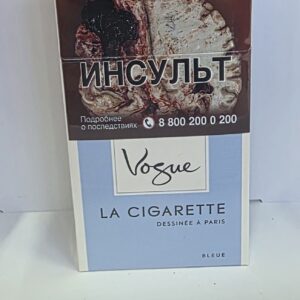 ИНСУЛЬТ
Подробнее
о последствиях 8 800 200 0 200
Vogue
LA CIGARETTE
DESSINÉE À PARIS
BLEUE